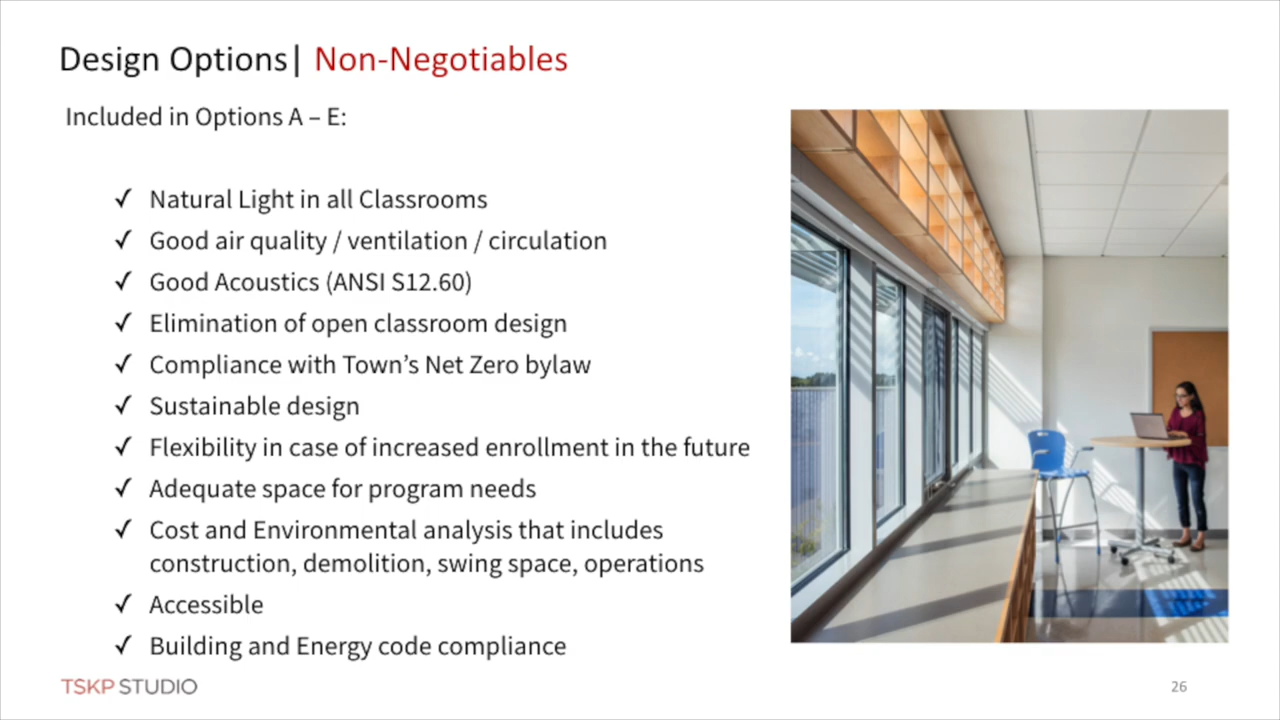 Design Options| Non-Negotiables
Included in Options A – E:
✓ Natural Light in all Classrooms
✓ Good air quality / ventilation / circulation
✓ Good Acoustics (ANSI S12.60)
✓ Elimination of open classroom design
✓ Compliance with Town’s Net Zero bylaw
✓ Sustainable design
✓ Flexibility in case of increased enrollment in the future
✓ Adequate space for program needs
✓ Cost and Environmental analysis that includes
construction, demolition, swing space, operations
✓ Accessible
✓ Building and Energy code compliance
TSKP STUDIO
26